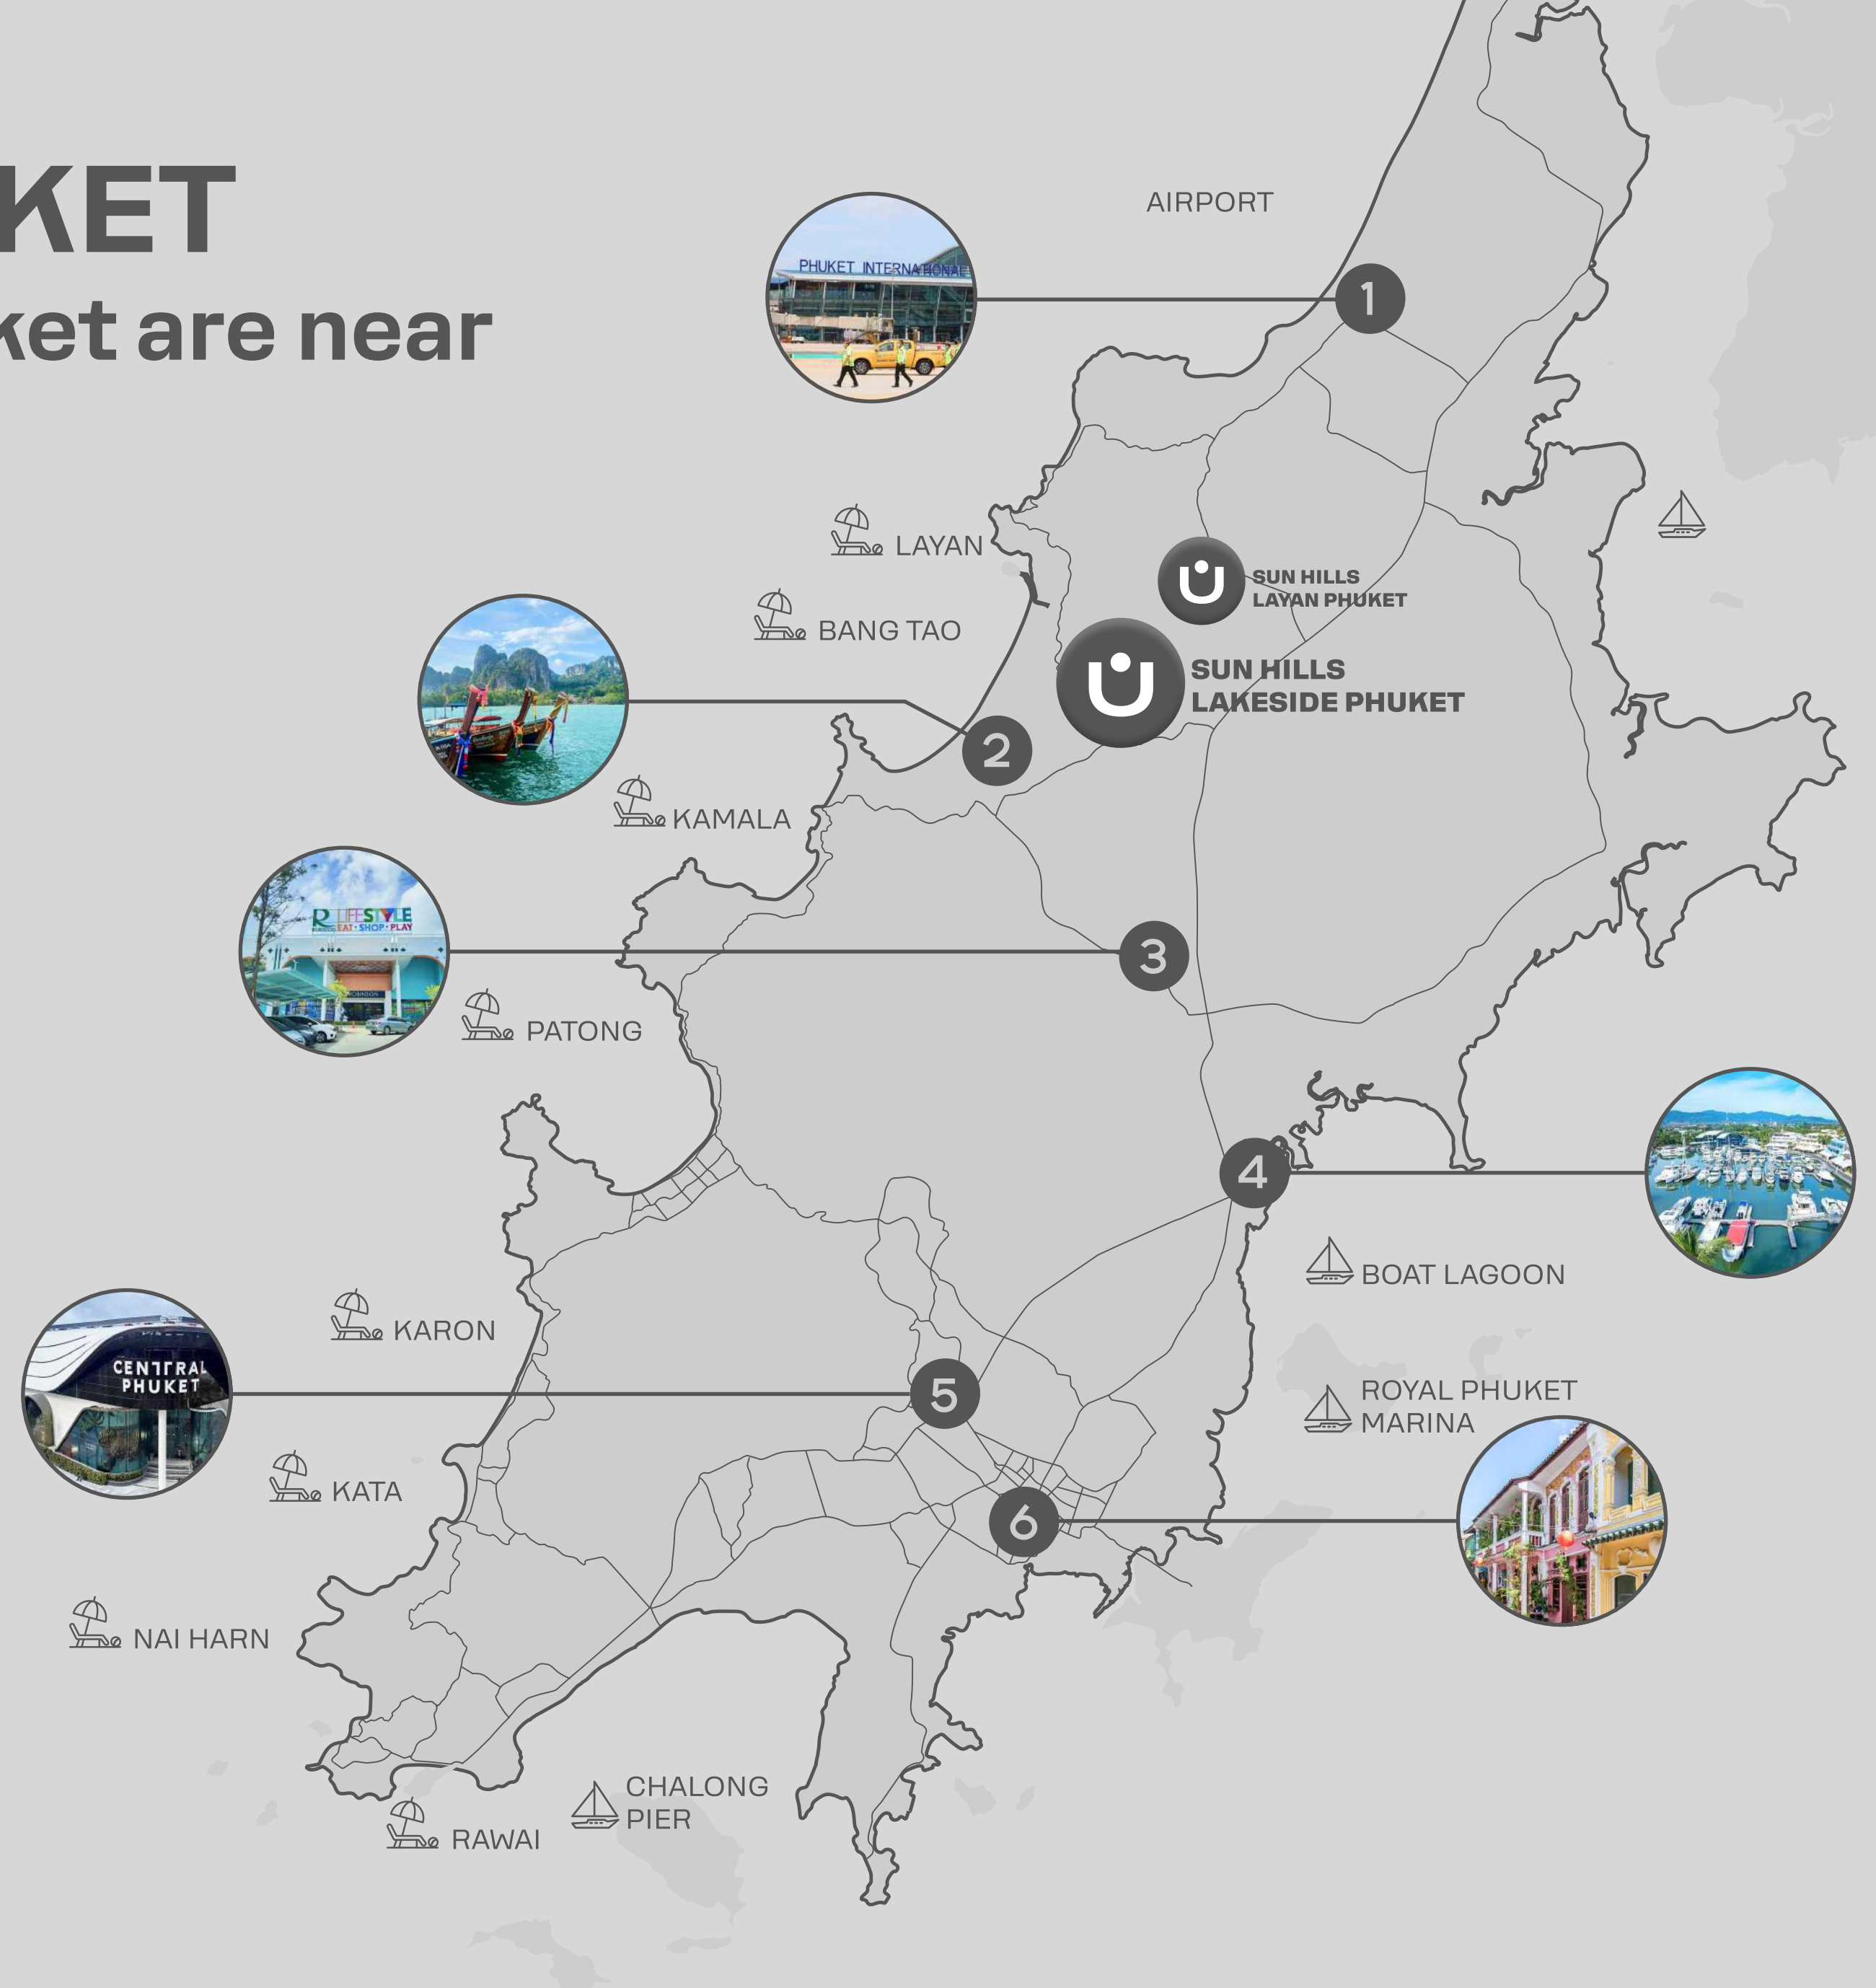 KET
ket are near
AIRPORT
PHUKET INTERNATIONAL
1
LAYAN
SUN HILLS
LAYAN PHUKET
BANG TAO
SUN HILLS
LAKESIDE PHUKET
2
KAMALA
R LIFESTYLE
EAT·SHOP·PLAY
ROBINSON
3
PATONG
4
BOAT LAGOON
KARON
CENTRAL
PHUKET
5
ROYAL PHUKET
MARINA
KATA
6
NAI HARN
CHALONG
PIER
RAWAI